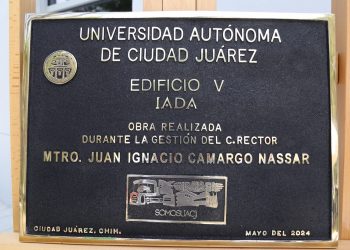 UNIVERSIDAD AUTÓNOMA
DE CIUDAD JUÁREZ
EDIFICIO V
IADA
OBRA REALIZADA
DURANTE LA GESTIÓN DEL C.RECTOR
MTRO. JUAN IGNACIO CAMARGO NASSAR
SOMOSUACJ
CIUDAD JUÁREZ, CHIH.
MAYO DEL 2024